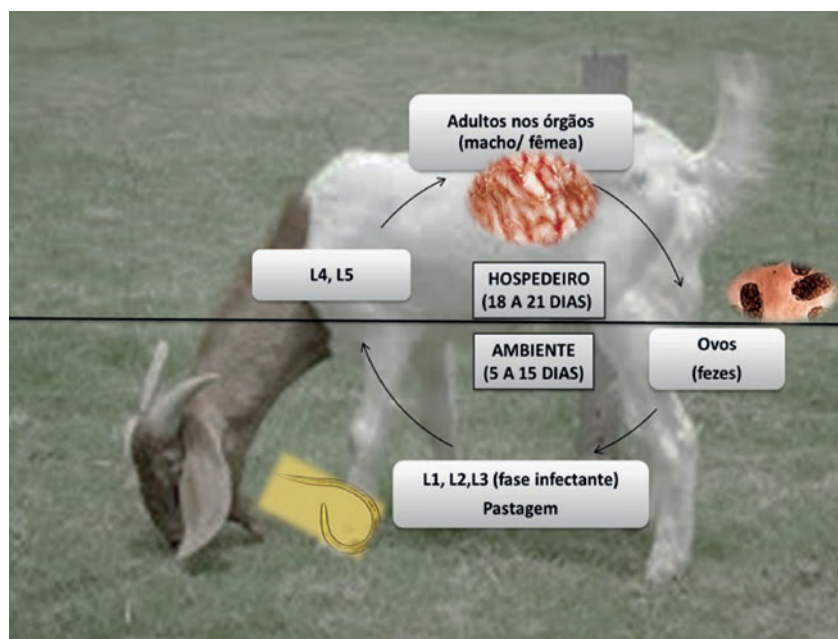 Adultos nos órgãos
(macho/ fêmea)
L4, L5
HOSPEDEIRO
(18 A 21 DIAS)
AMBIENTE
(5 A 15 DIAS)
Ovos
(fezes)
L1, L2,L3 (fase infectante)
Pastagem